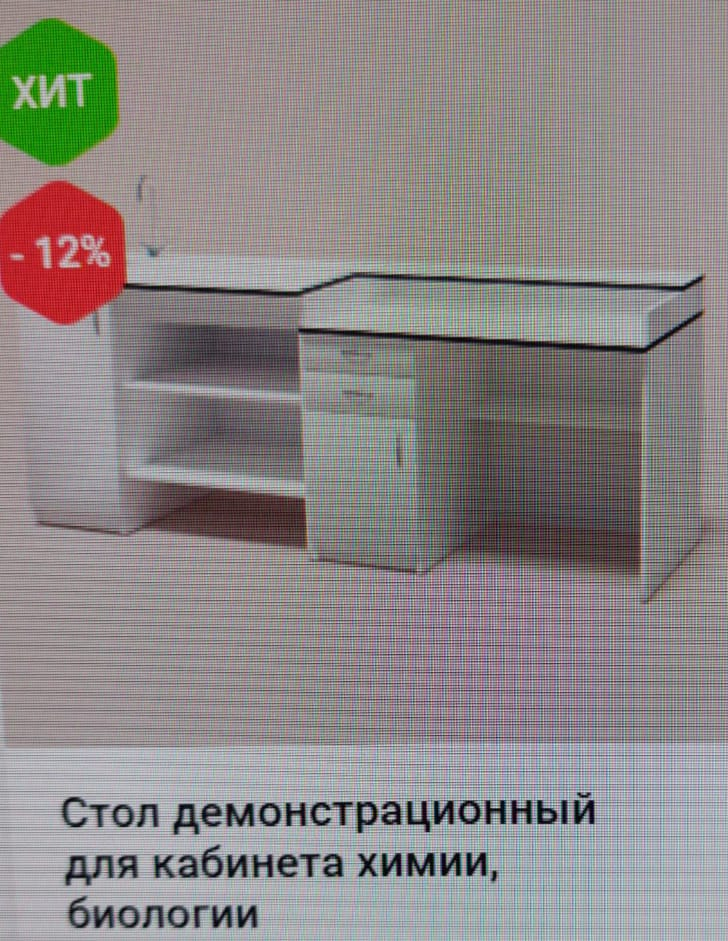 ХИТ
- 12%
Стол демонстрационный
для кабинета химии,
биологии